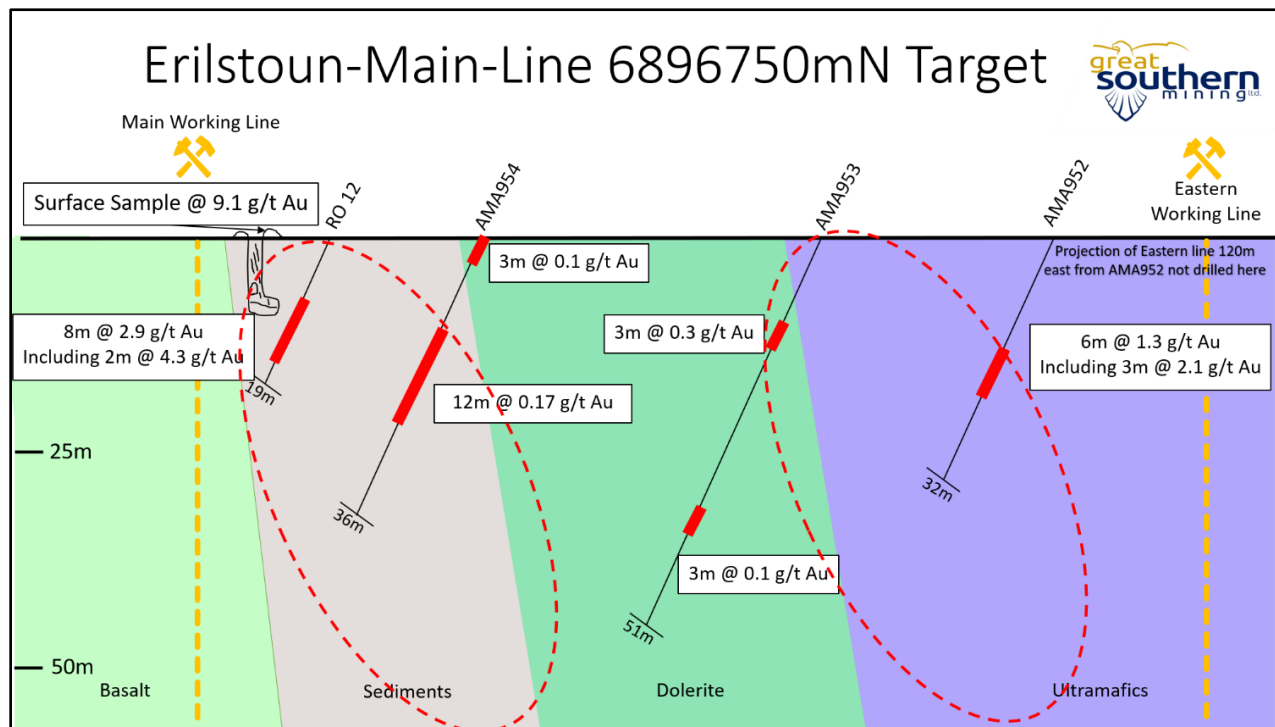 Erilstoun-Main-Line 6896750mN Target
great
southern
mining ltd.
Main Working Line
Surface Sample @ 9.1 g/t Au
RO 12
AMA954
AMA953
AMA952
Eastern
Working Line
Projection of Eastern line 120m
east from AMA952 not drilled here
3m @ 0.1 g/t Au
8m @ 2.9 g/t Au
Including 2m @ 4.3 g/t Au
3m @ 0.3 g/t Au
6m @ 1.3 g/t Au
Including 3m @ 2.1 g/t Au
19m
12m @ 0.17 g/t Au
25m
32m
36m
3m @ 0.1 g/t Au
51m
50m
Basalt
Sediments
Dolerite
Ultramafics